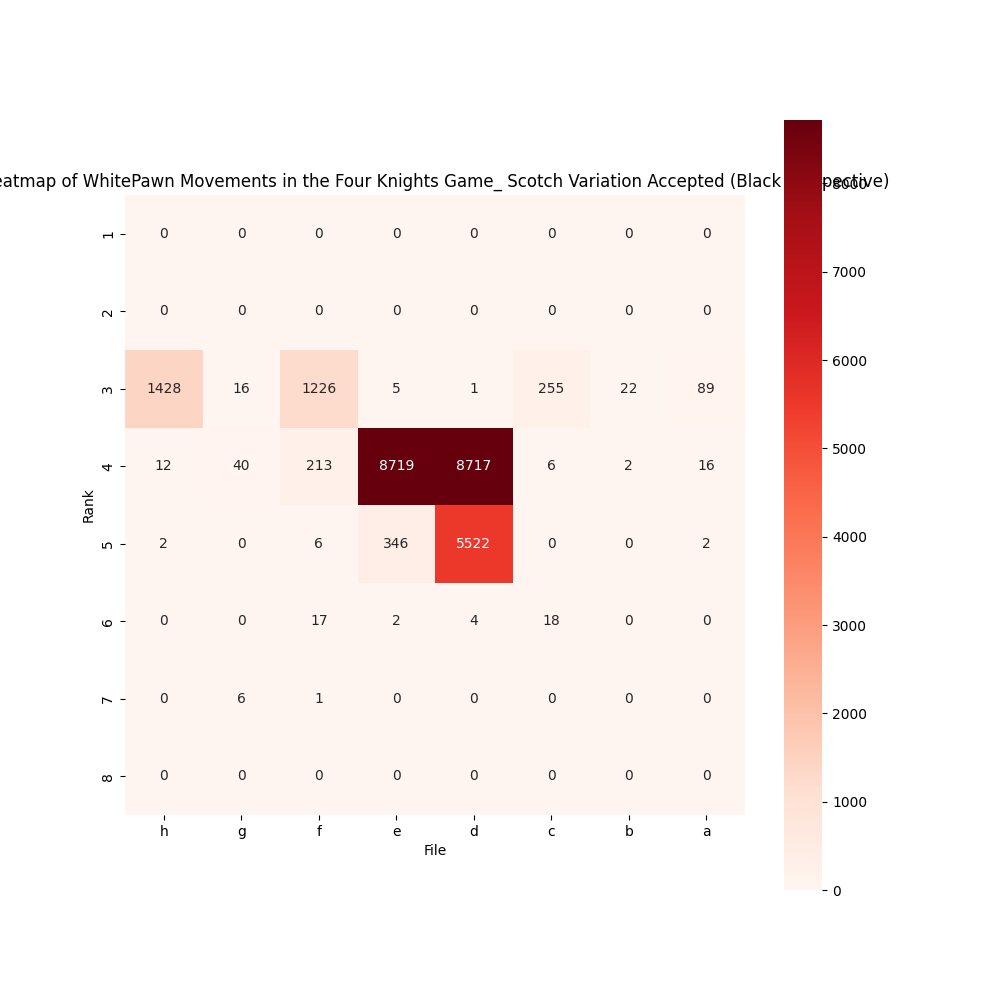 eatmap of WhitePawn Movements in the Four Knights Game_ Scotch Variation Accepted (Black pective)
8000
7000
6000
5000
4000
3000
2000
1000
0
Rank
1 0 0 0 0 0 0 0 0
2 0 0 0 0 0 0 0 0
3 1428 16 1226 5 1 255 22 89
4 12 40 213 8719 8717 6 2 16
5 2 0 6 346 5522 0 0 2
6 0 0 17 2 4 18 0 0
7 0 6 1 0 0 0 0 0
8 0 0 0 0 0 0 0 0
h g f e d c b a
File